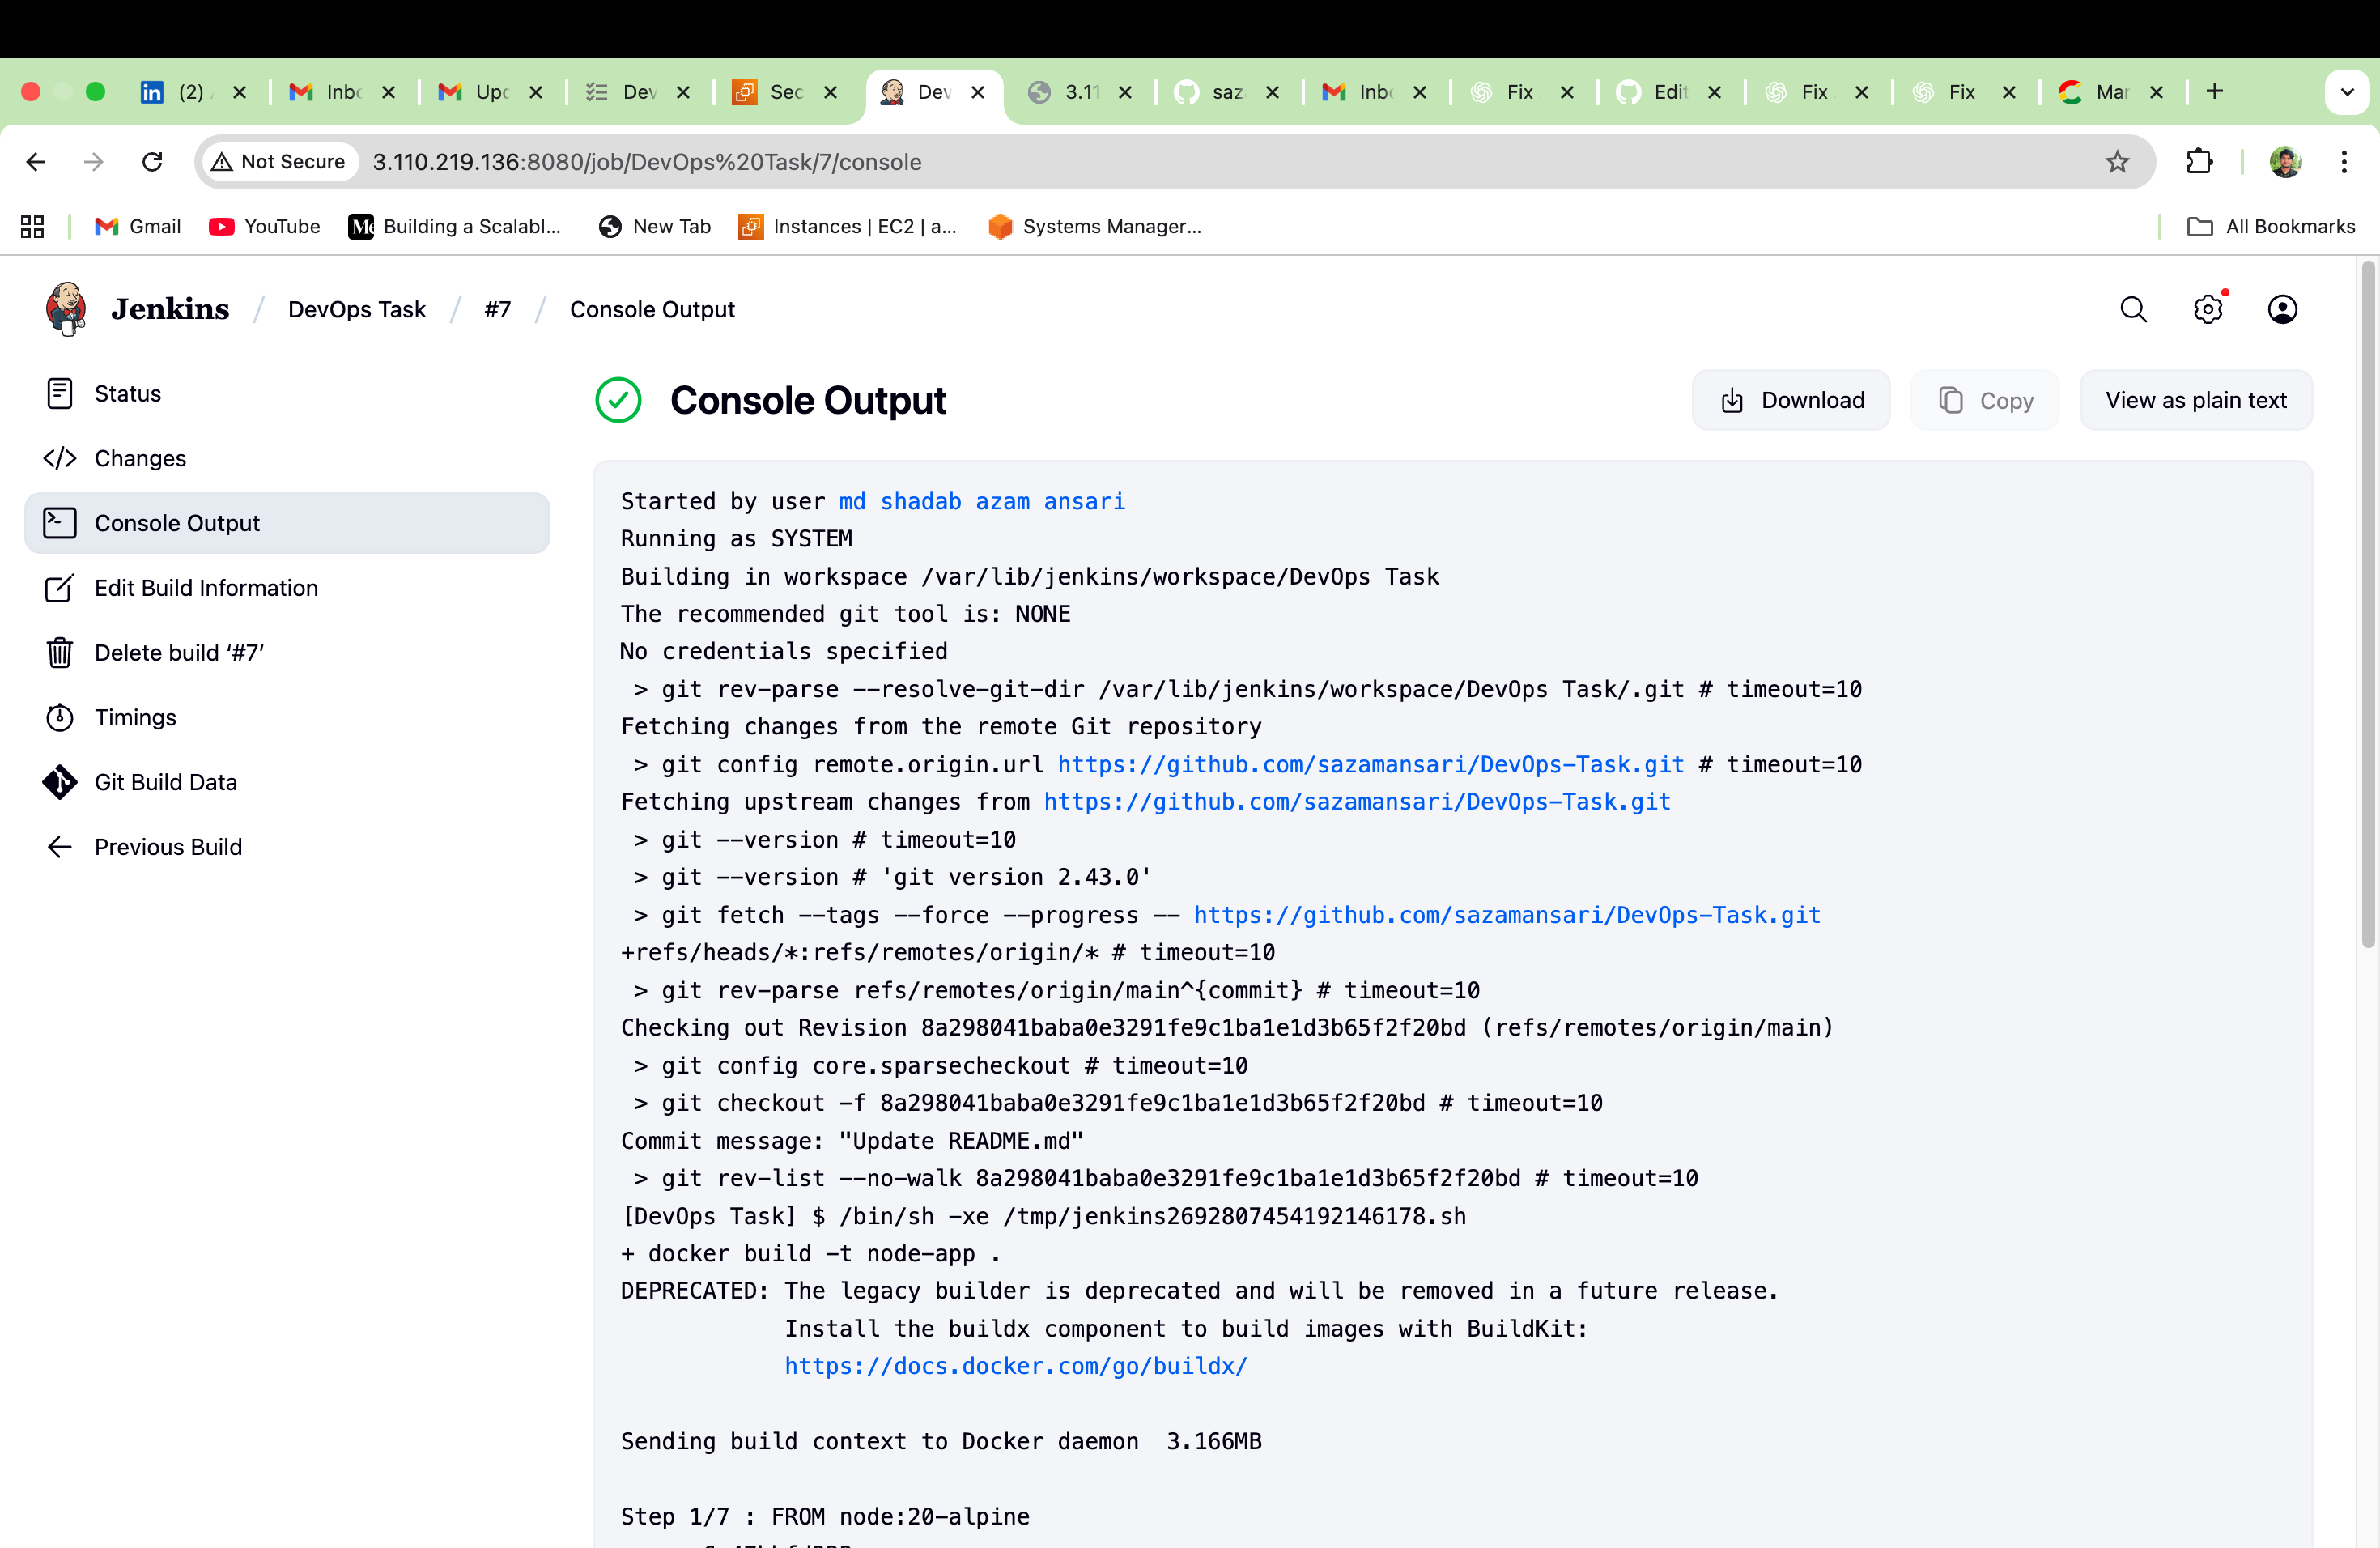 (2)
Inbo
Upd
Dev
Sec
Dev
3.11
saz
Inbo
Fix
Edit
Fix
Fix
Mar
Not Secure 3.110.219.136:8080/job/DevOps%20Task/7/console
Gmail YouTube Building a Scalabl... New Tab Instances | EC2 | a... Systems Manager... All Bookmarks
Jenkins / DevOps Task / #7 / Console Output
Status
Changes
Console Output
Edit Build Information
Delete build ‘#7’
Timings
Git Build Data
Previous Build
Console Output
Download Copy View as plain text
Started by user md shadab azam ansari
Running as SYSTEM
Building in workspace /var/lib/jenkins/workspace/DevOps Task
The recommended git tool is: NONE
No credentials specified
 > git rev-parse --resolve-git-dir /var/lib/jenkins/workspace/DevOps Task/.git # timeout=10
Fetching changes from the remote Git repository
 > git config remote.origin.url https://github.com/sazamansari/DevOps-Task.git # timeout=10
Fetching upstream changes from https://github.com/sazamansari/DevOps-Task.git
 > git --version # timeout=10
 > git --version # 'git version 2.43.0'
 > git fetch --tags --force --progress -- https://github.com/sazamansari/DevOps-Task.git
+refs/heads/*:refs/remotes/origin/* # timeout=10
 > git rev-parse refs/remotes/origin/main^{commit} # timeout=10
Checking out Revision 8a298041baba0e3291fe9c1ba1e1d3b65f2f20bd (refs/remotes/origin/main)
 > git config core.sparsecheckout # timeout=10
 > git checkout -f 8a298041baba0e3291fe9c1ba1e1d3b65f2f20bd # timeout=10
Commit message: "Update README.md"
 > git rev-list --no-walk 8a298041baba0e3291fe9c1ba1e1d3b65f2f20bd # timeout=10
[DevOps Task] $ /bin/sh -xe /tmp/jenkins2692807454192146178.sh
+ docker build -t node-app .
DEPRECATED: The legacy builder is deprecated and will be removed in a future release.
Install the buildx component to build images with BuildKit:
https://docs.docker.com/go/buildx/
Sending build context to Docker daemon  3.166MB
Step 1/7 : FROM node:20-alpine